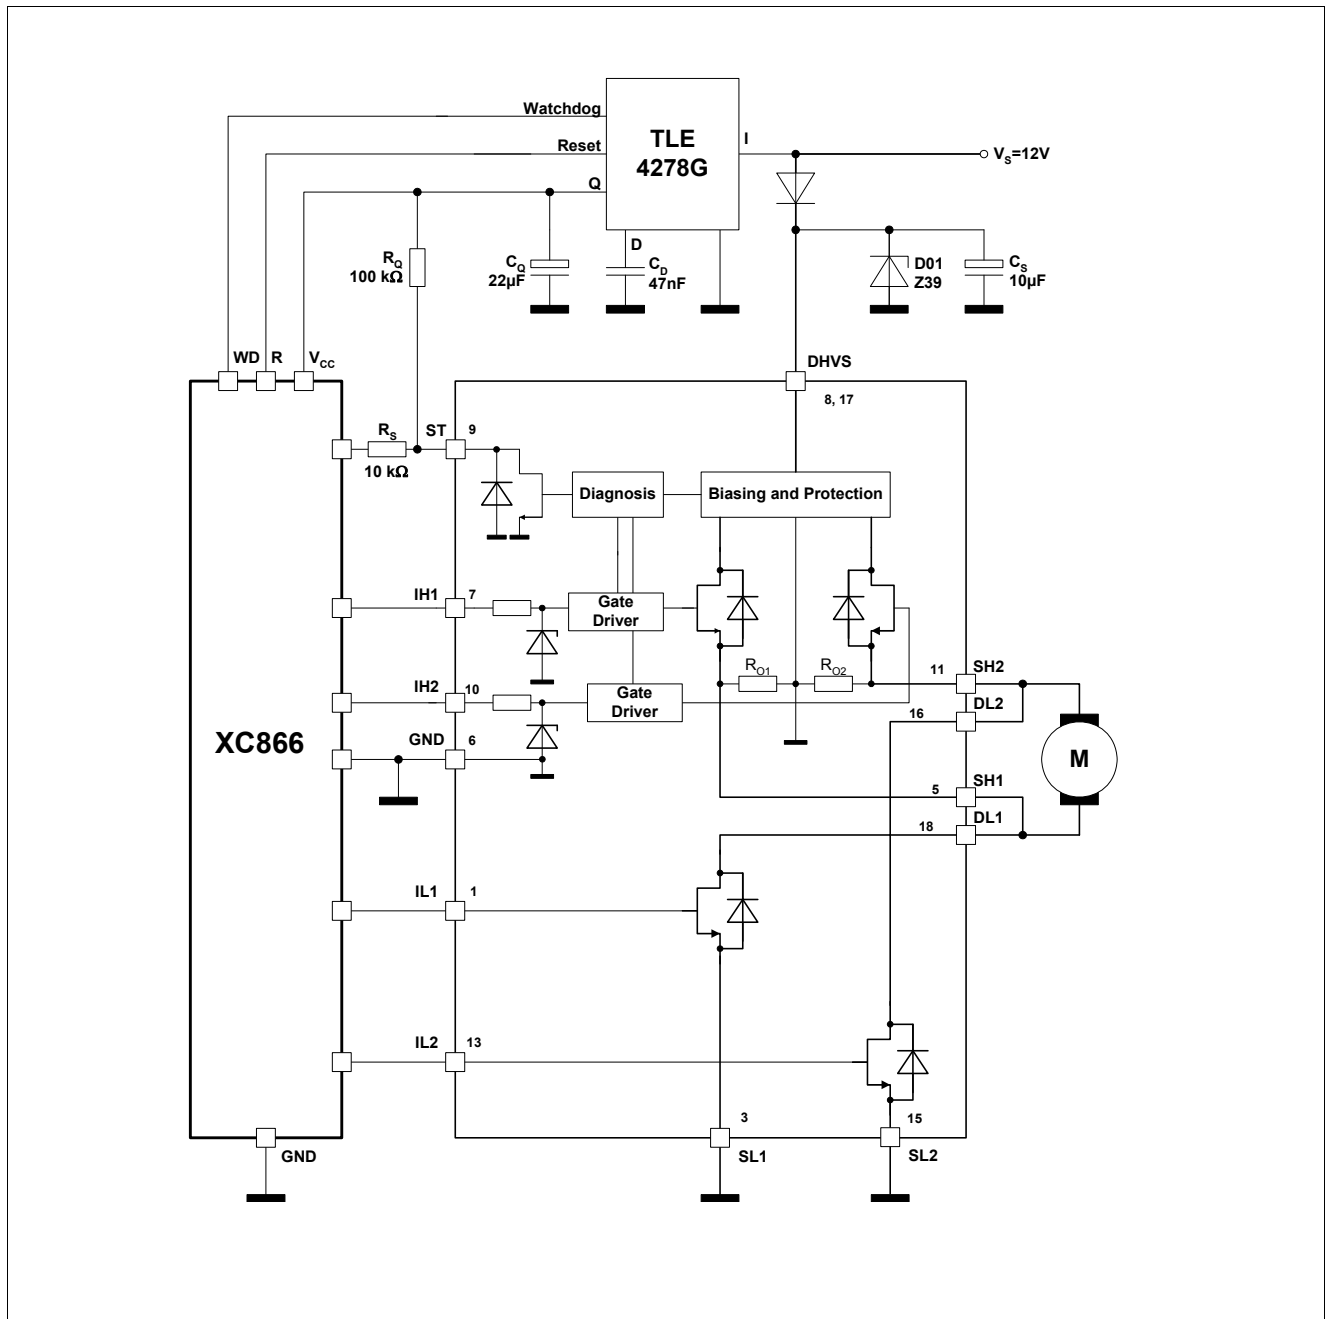 Watchdog
TLE
4278G
I
Reset
V_S=12V
Q
D
R_Q
100 kΩ
C_Q
22µF
C_D
47nF
D01
Z39
C_S
10µF
WD
R
V_CC
DHVS
8, 17
R_S
10 kΩ
ST
9
Diagnosis
Biasing and Protection
IH1
7
Gate
Driver
R_O1
R_O2
11
SH2
IH2
10
Gate
Driver
16
DL2
GND
6
XC866
M
5
SH1
18
DL1
IL1
1
IL2
13
3
SL1
15
SL2
GND